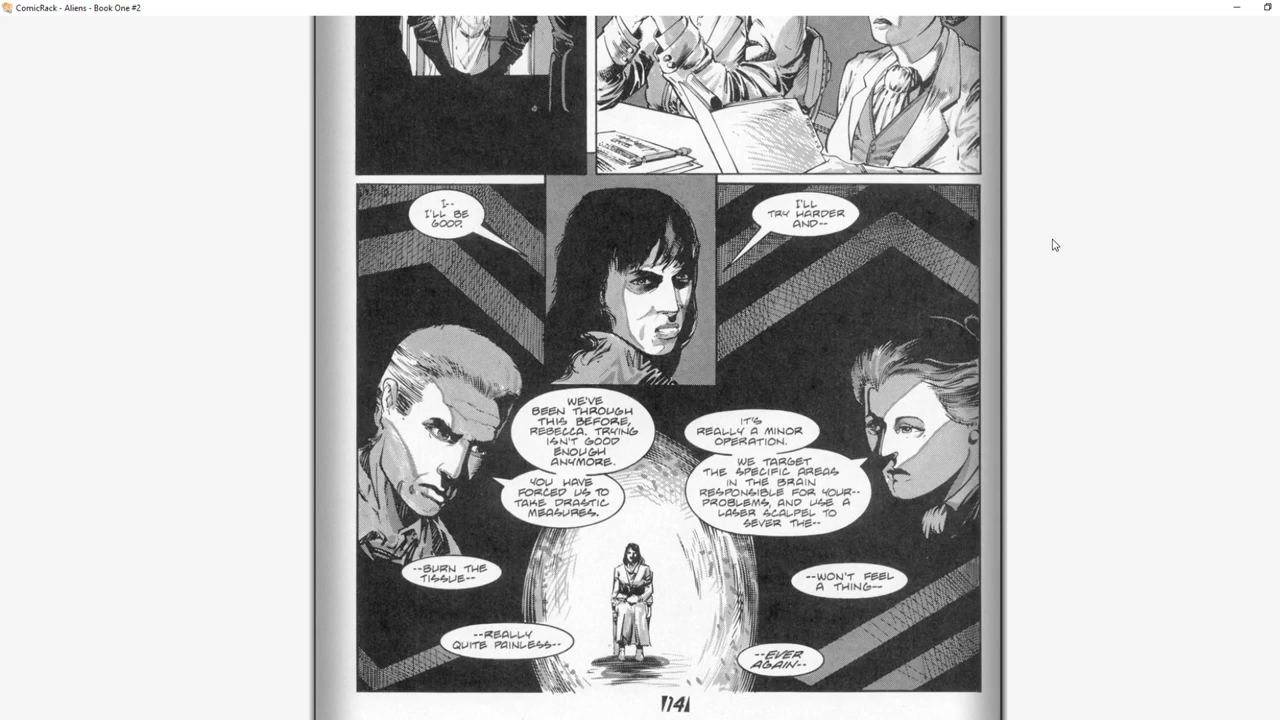 ComicRack - Aliens - Book One #2
I--
I'LL BE
GOOD.
I'LL
TRY HARDER
AND--
WE'VE
BEEN THROUGH
THIS BEFORE,
REBECCA. TRYING
ISN'T GOOD
ENOUGH
ANYMORE.
YOU HAVE
FORCED US TO
TAKE DRASTIC
MEASURES.
IT'S
REALLY A MINOR
OPERATION.
WE TARGET
THE SPECIFIC AREAS
IN THE BRAIN
RESPONSIBLE FOR YOUR--
PROBLEMS, AND USE A
LASER SCALPEL TO
SEVER THE--
--BURN THE
TISSUE--
--WON'T FEEL
A THING--
--REALLY
QUITE PAINLESS--
--EVER
AGAIN--
14